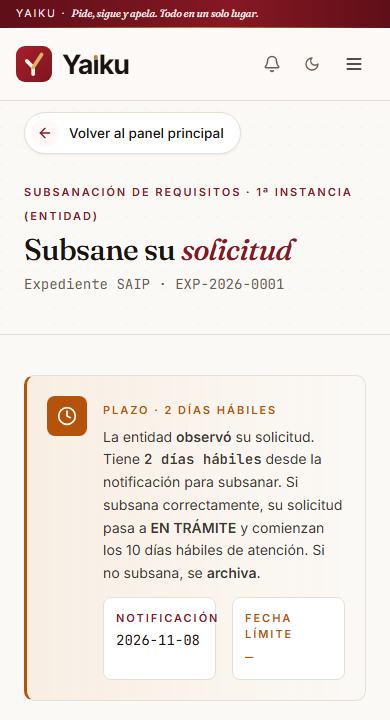 YAIKU · Pide, sigue y apela. Todo en un solo lugar.
Yaiku
Volver al panel principal
SUBSANACIÓN DE REQUISITOS · 1ª INSTANCIA
(ENTIDAD)
Subsane su solicitud
Expediente SAIP · EXP-2026-0001
PLAZO · 2 DÍAS HÁBILES
La entidad observó su solicitud.
Tiene 2 días hábiles desde la
notificación para subsanar. Si
subsana correctamente, su solicitud
pasa a EN TRÁMITE y comienzan
los 10 días hábiles de atención. Si
no subsana, se archiva.
NOTIFICACIÓN
2026-11-08
FECHA
LÍMITE
—